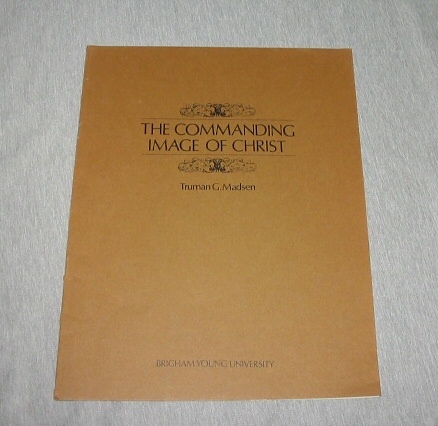 THE COMMANDING
IMAGE OF CHRIST
Truman G. Madsen
BRIGHAM YOUNG UNIVERSITY